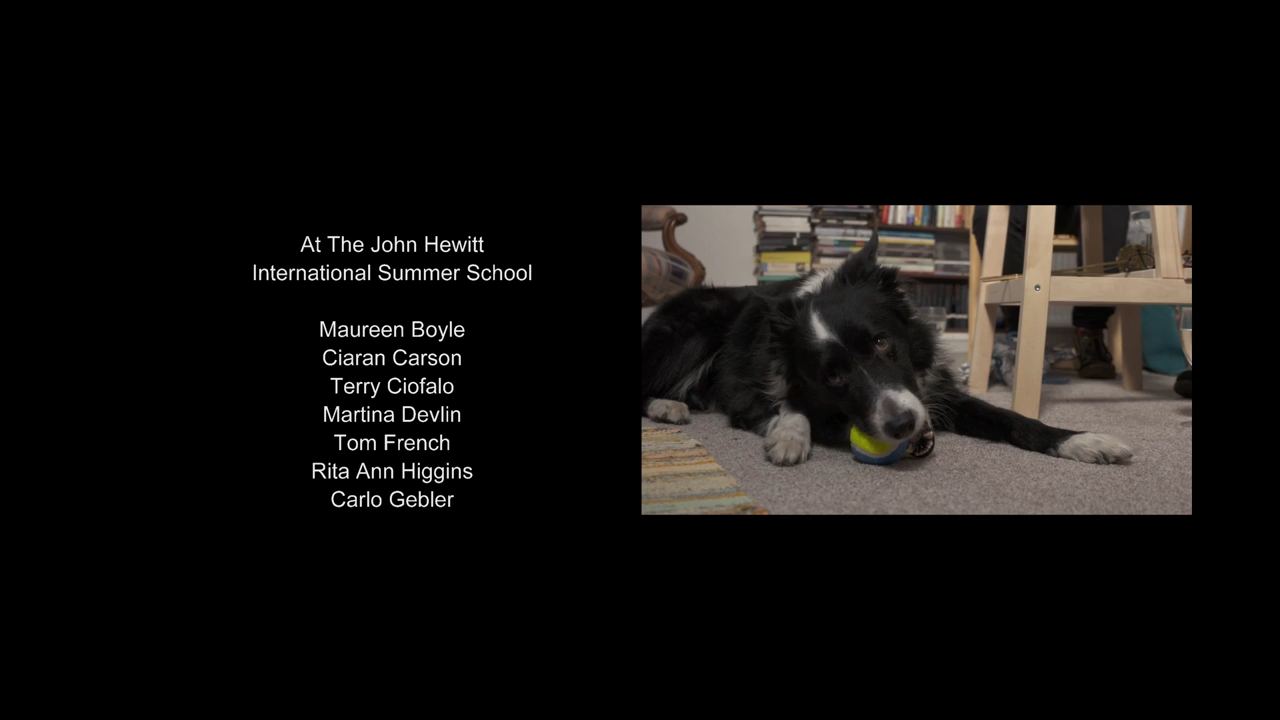 At The John Hewitt
International Summer School
Maureen Boyle
Ciaran Carson
Terry Ciofalo
Martina Devlin
Tom French
Rita Ann Higgins
Carlo Gebler